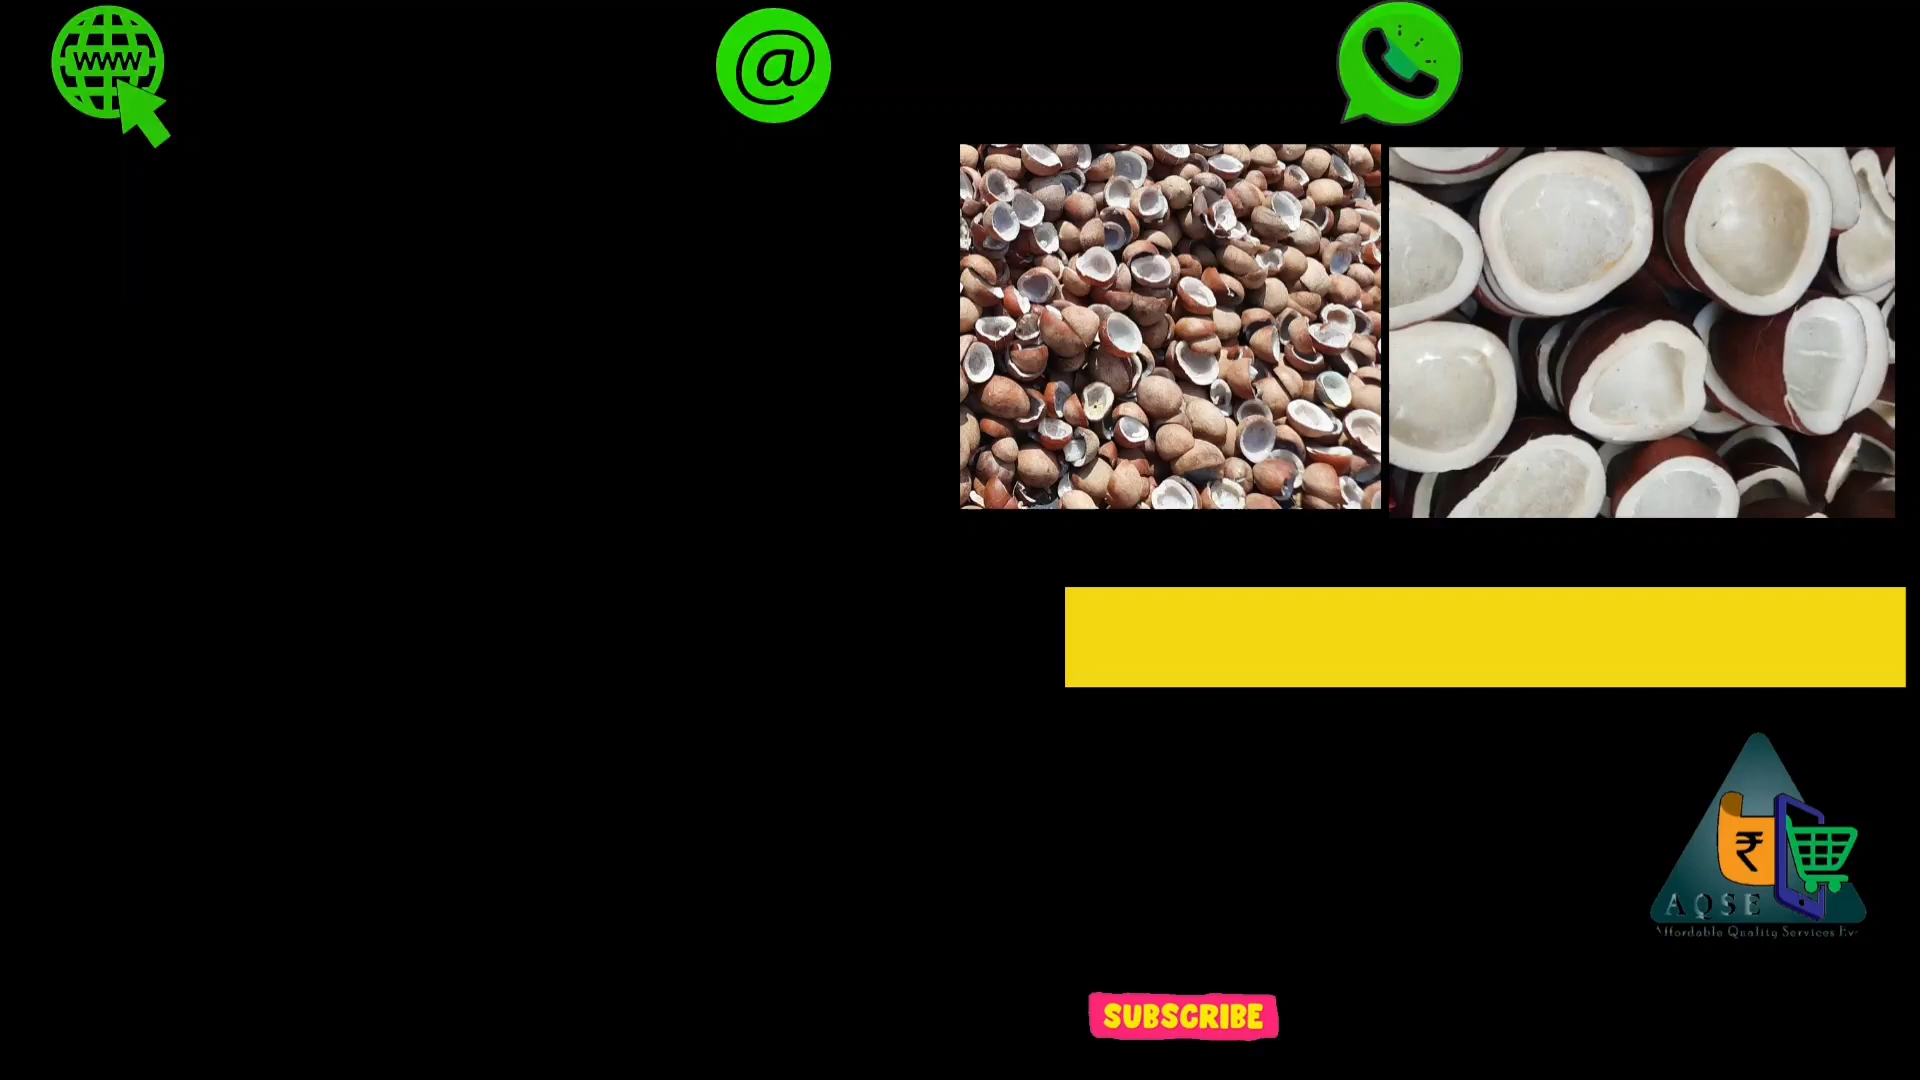 www
@
₹
AQSE
Affordable Quality Services Ev
SUBSCRIBE